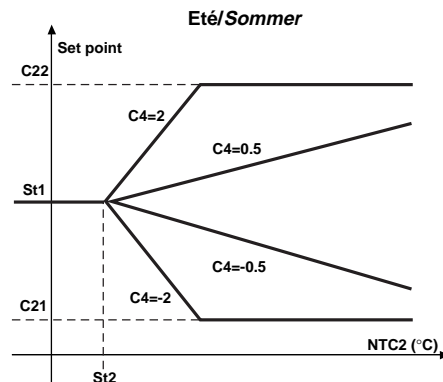 Eté/Sommer
Set point
C22
C4=2
C4=0.5
St1
C4=-0.5
C4=-2
C21
NTC2 (°C)
St2